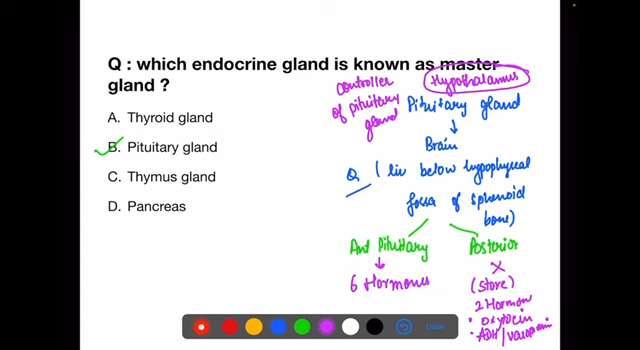 Q : which endocrine gland is known as master
gland ?
A. Thyroid gland
B. Pituitary gland
C. Thymus gland
D. Pancreas
controller
of pituitary
gland
Hypothalamus
Pituitary gland
Brain
Q (liv below hypophyseal
fossa of sphenoid
bone)
Ant Pituitary
6 Hormones
Posterior
(store)
2 Hormon
• oxytocin
• ADH/
Done